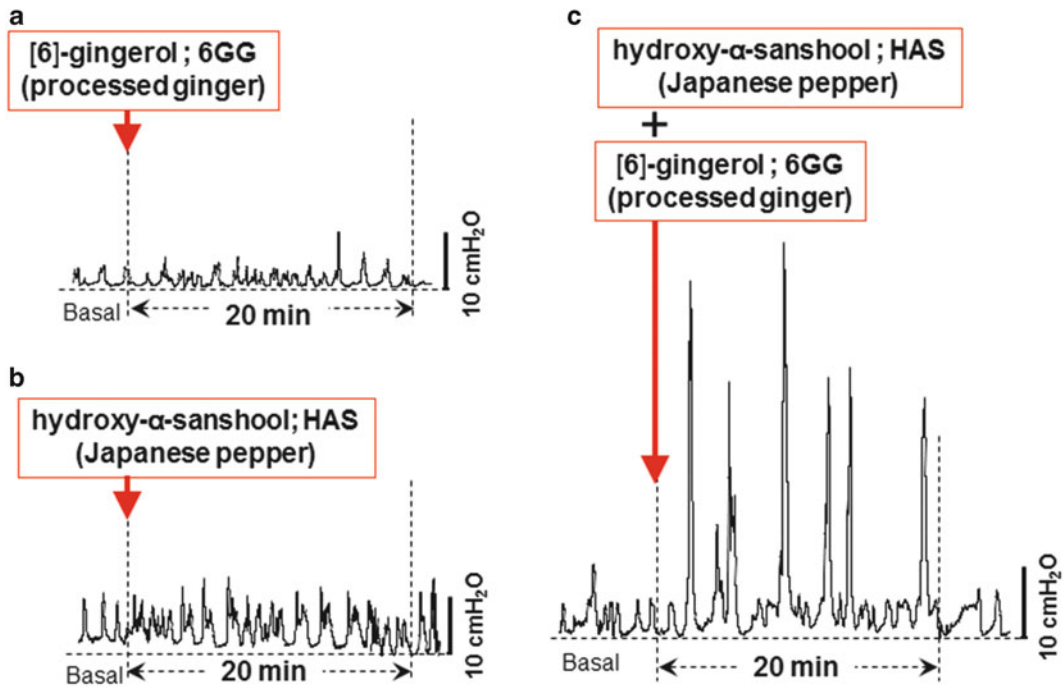 a
[6]-gingerol ; 6GG
(processed ginger)
10 cmH₂O
Basal
20 min
b
hydroxy-α-sanshool; HAS
(Japanese pepper)
10 cmH₂O
Basal
20 min
c
hydroxy-α-sanshool ; HAS
(Japanese pepper)
+
[6]-gingerol ; 6GG
(processed ginger)
10 cmH₂O
Basal
20 min